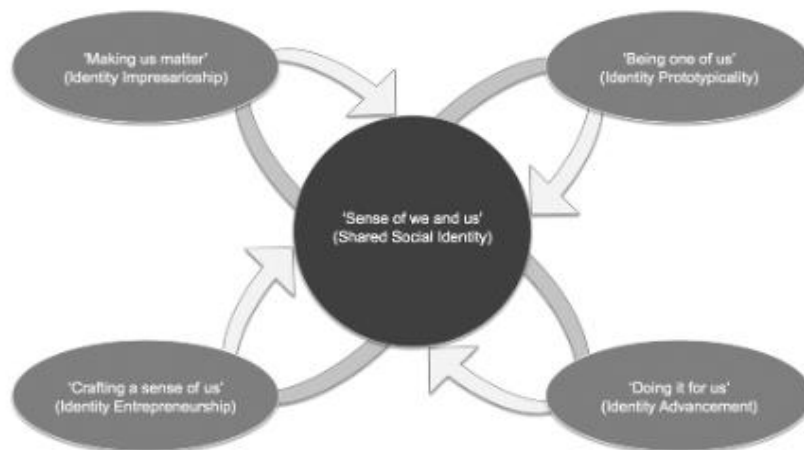 'Making us matter'
(Identity Impresarioship)
'Being one of us'
(Identity Prototypicality)
'Sense of we and us'
(Shared Social Identity)
'Crafting a sense of us'
(Identity Entrepreneurship)
'Doing it for us'
(Identity Advancement)